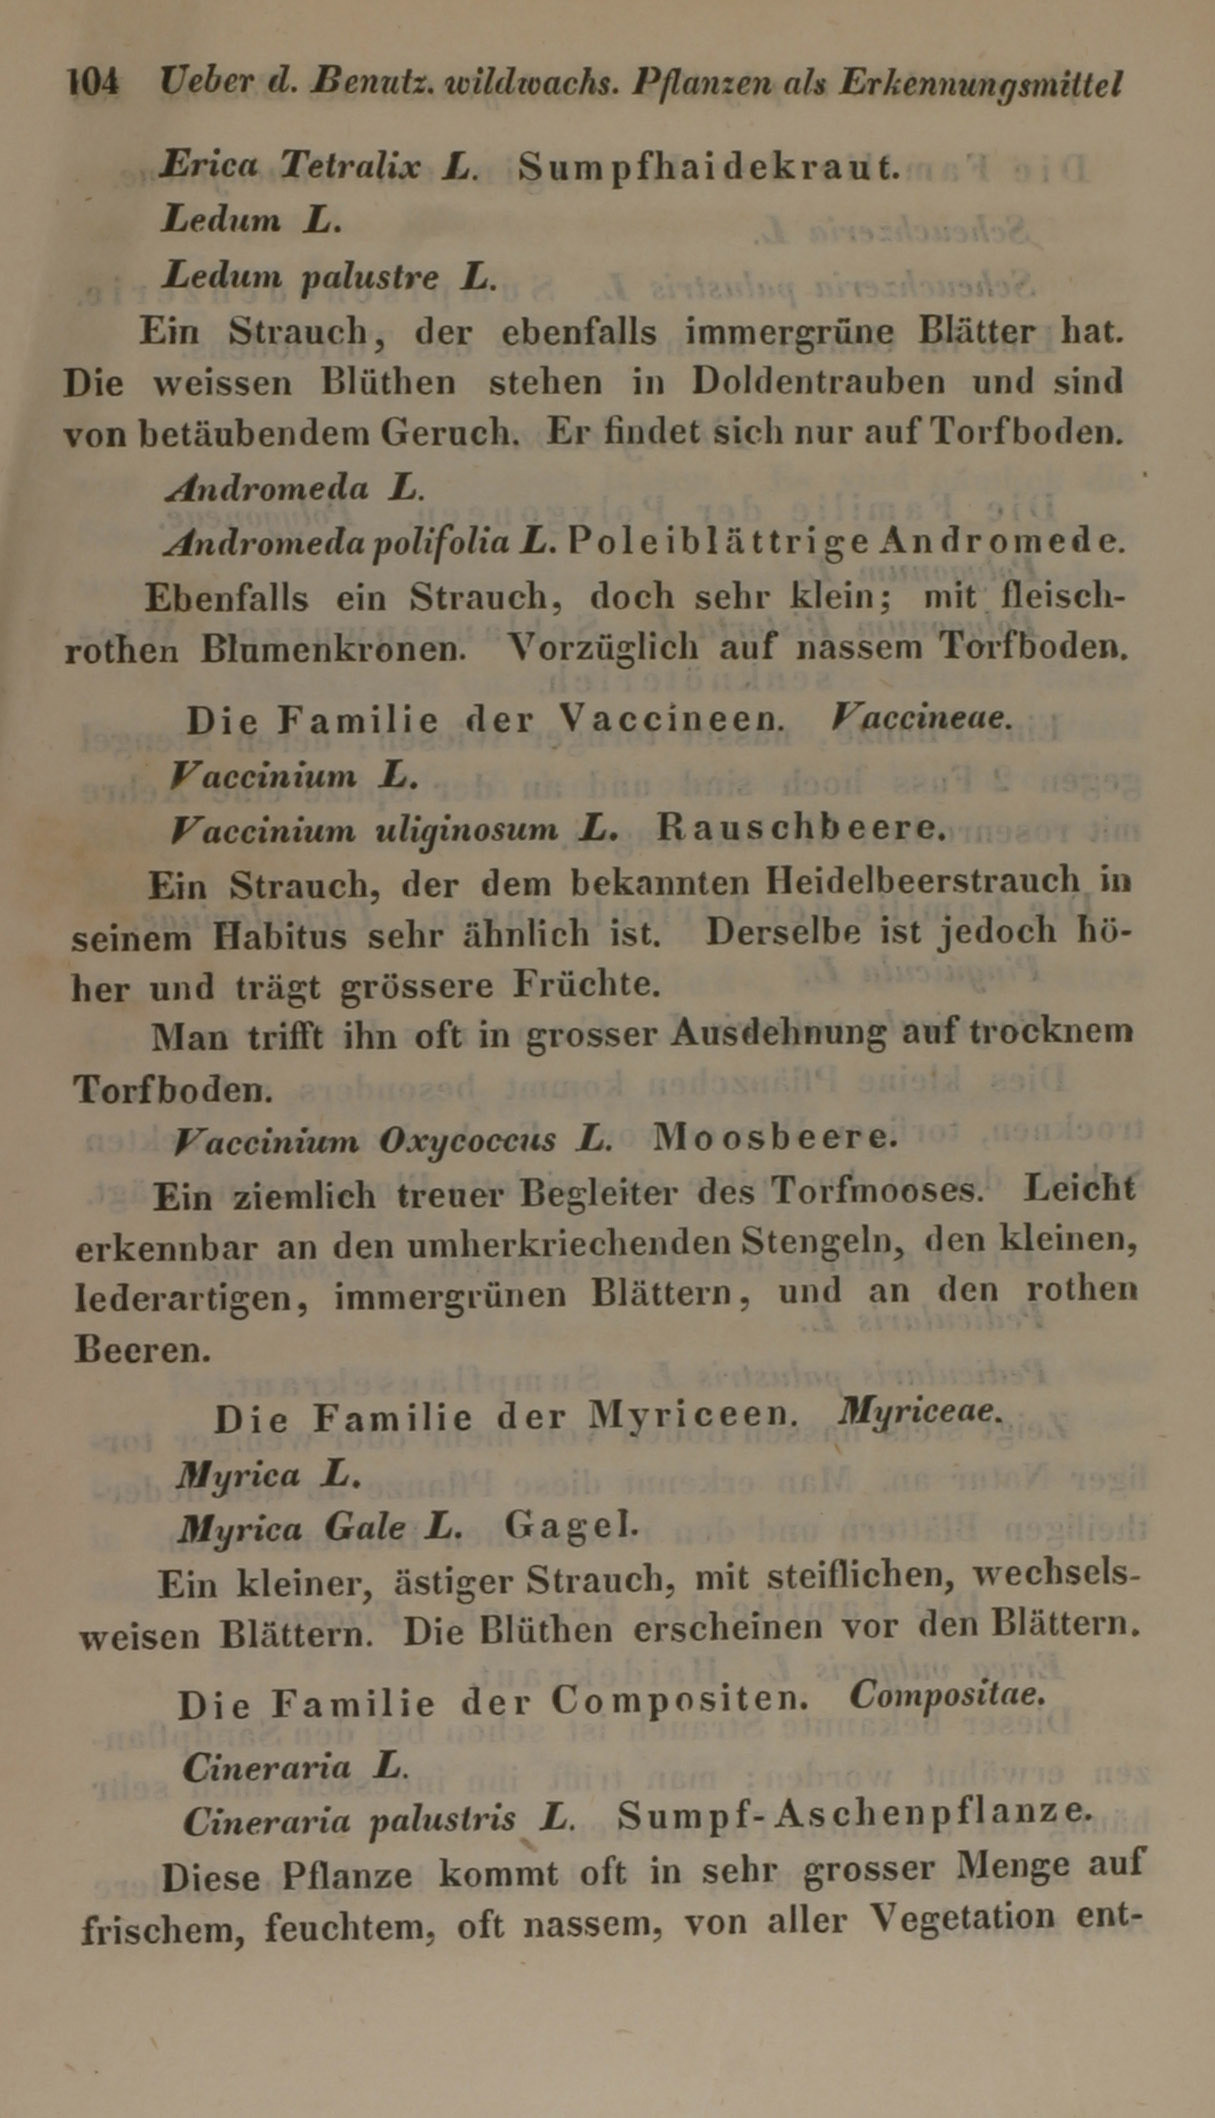 104 Ueber d. Benutz. wildwachs. Pflanzen als Erkennungsmittel
Erica Tetralix L. Sumpfhaidekraut.
Ledum L.
Ledum palustre L.
Ein Strauch, der ebenfalls immergrüne Blätter hat.
Die weissen Blüthen stehen in Doldentrauben und sind
von betäubendem Geruch. Er findet sich nur auf Torfboden.
Andromeda L.
Andromeda polifolia L. Poleiblättrige Andromede.
Ebenfalls ein Strauch, doch sehr klein; mit fleisch-
rothen Blumenkronen. Vorzüglich auf nassem Torfboden.
Die Familie der Vaccineen. Vaccineae.
Vaccinium L.
Vaccinium uliginosum L. Rauschbeere.
Ein Strauch, der dem bekannten Heidelbeerstrauch in
seinem Habitus sehr ähnlich ist. Derselbe ist jedoch hö-
her und trägt grössere Früchte.
Man trifft ihn oft in grosser Ausdehnung auf trocknem
Torfboden.
Vaccinium Oxycoccus L. Moosbeere.
Ein ziemlich treuer Begleiter des Torfmooses. Leicht
erkennbar an den umherkriechenden Stengeln, den kleinen,
lederartigen, immergrünen Blättern, und an den rothen
Beeren.
Die Familie der Myriceen. Myriceae.
Myrica L.
Myrica Gale L. Gagel.
Ein kleiner, ästiger Strauch, mit steiflichen, wechsels-
weisen Blättern. Die Blüthen erscheinen vor den Blättern.
Die Familie der Compositen. Compositae.
Cineraria L.
Cineraria palustris L. Sumpf-Aschenpflanze.
Diese Pflanze kommt oft in sehr grosser Menge auf
frischem, feuchtem, oft nassem, von aller Vegetation ent-